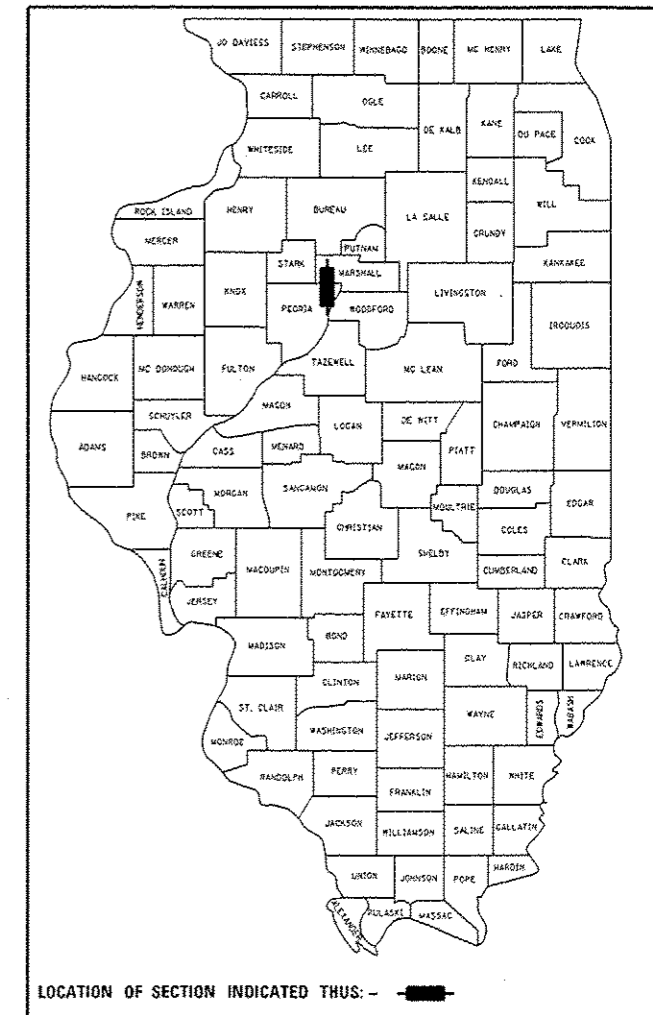 JO DAVIESS STEPHENSON WINNEBAGO BOONE MC HENRY LAKE
CARROLL OGLE DE KALB KANE DU PAGE COOK
WHITESIDE LEE KENDALL WILL
ROCK ISLAND HENRY BUREAU LA SALLE GRUNDY
MERCER STARK PUTNAM MARSHALL KANKAKEE
HENDERSON WARREN KNOX PEORIA WOODFORD LIVINGSTON IROQUOIS
HANCOCK MC DONOUGH FULTON TAZEWELL MC LEAN FORD
SCHUYLER MASON LOGAN DE WITT CHAMPAIGN VERMILION
ADAMS BROWN CASS MENARD MACON PIATT
PIKE SCOTT MORGAN SANGAMON CHRISTIAN MOULTRIE DOUGLAS EDGAR
COLES
CALHOUN GREENE MACOUPIN MONTGOMERY SHELBY CUMBERLAND CLARK
JERSEY FAYETTE EFFINGHAM JASPER CRAWFORD
MADISON BOND CLAY RICHLAND LAWRENCE
CLINTON MARION
ST. CLAIR WASHINGTON JEFFERSON WAYNE EDWARDS WABASH
MONROE
RANDOLPH PERRY FRANKLIN HAMILTON WHITE
JACKSON WILLIAMSON SALINE GALLATIN
UNION JOHNSON POPE HARDIN
ALEXANDER PULASKI MASSAC
LOCATION OF SECTION INDICATED THUS: -